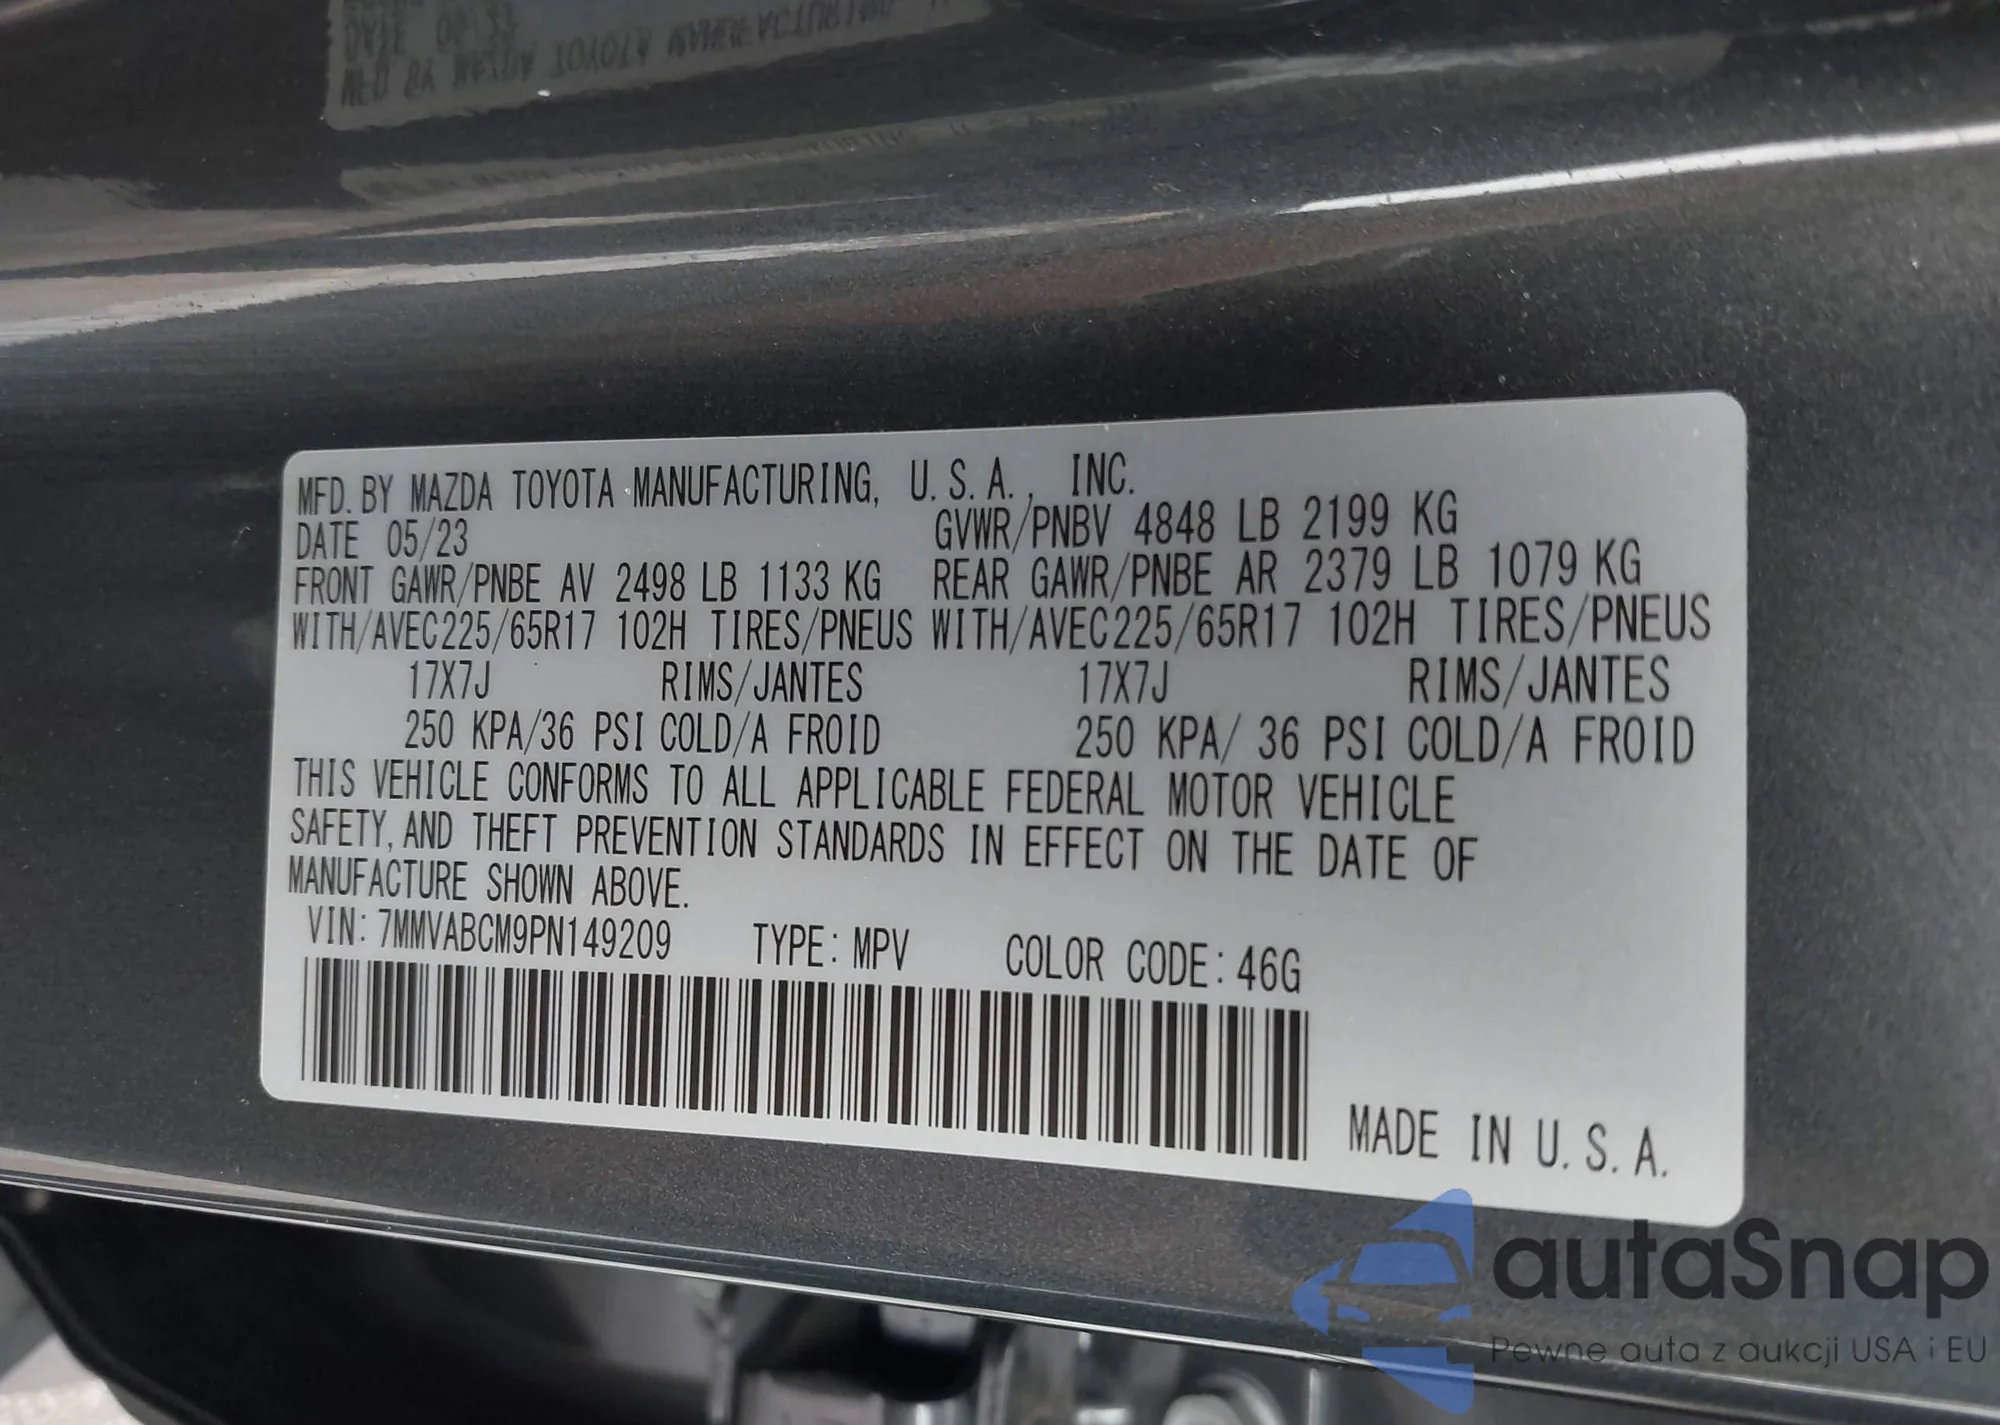 MFD. BY MAZDA TOYOTA MANUFACTURING, U.S.A., INC.
DATE 05/23 GVWR/PNBV 4848 LB 2199 KG
FRONT GAWR/PNBE AV 2498 LB 1133 KG REAR GAWR/PNBE AR 2379 LB 1079 KG
WITH/AVEC225/65R17 102H TIRES/PNEUS WITH/AVEC225/65R17 102H TIRES/PNEUS
17X7J RIMS/JANTES 17X7J RIMS/JANTES
250 KPA/36 PSI COLD/A FROID 250 KPA/ 36 PSI COLD/A FROID
THIS VEHICLE CONFORMS TO ALL APPLICABLE FEDERAL MOTOR VEHICLE
SAFETY, AND THEFT PREVENTION STANDARDS IN EFFECT ON THE DATE OF
MANUFACTURE SHOWN ABOVE.
VIN: 7MMVABCM9PN149209 TYPE: MPV COLOR CODE: 46G
MADE IN U.S.A.
autaSnap
Pewne auta z aukcji USA i EU